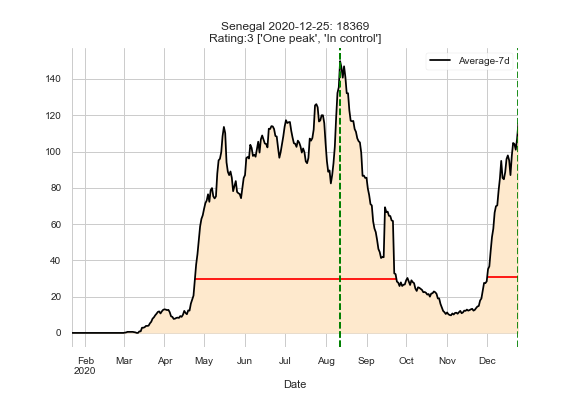 Senegal 2020-12-25: 18369
Rating:3 ['One peak', 'In control']
Average-7d
140
120
100
80
60
40
20
0
Feb Mar Apr May Jun Jul Aug Sep Oct Nov Dec
2020
Date